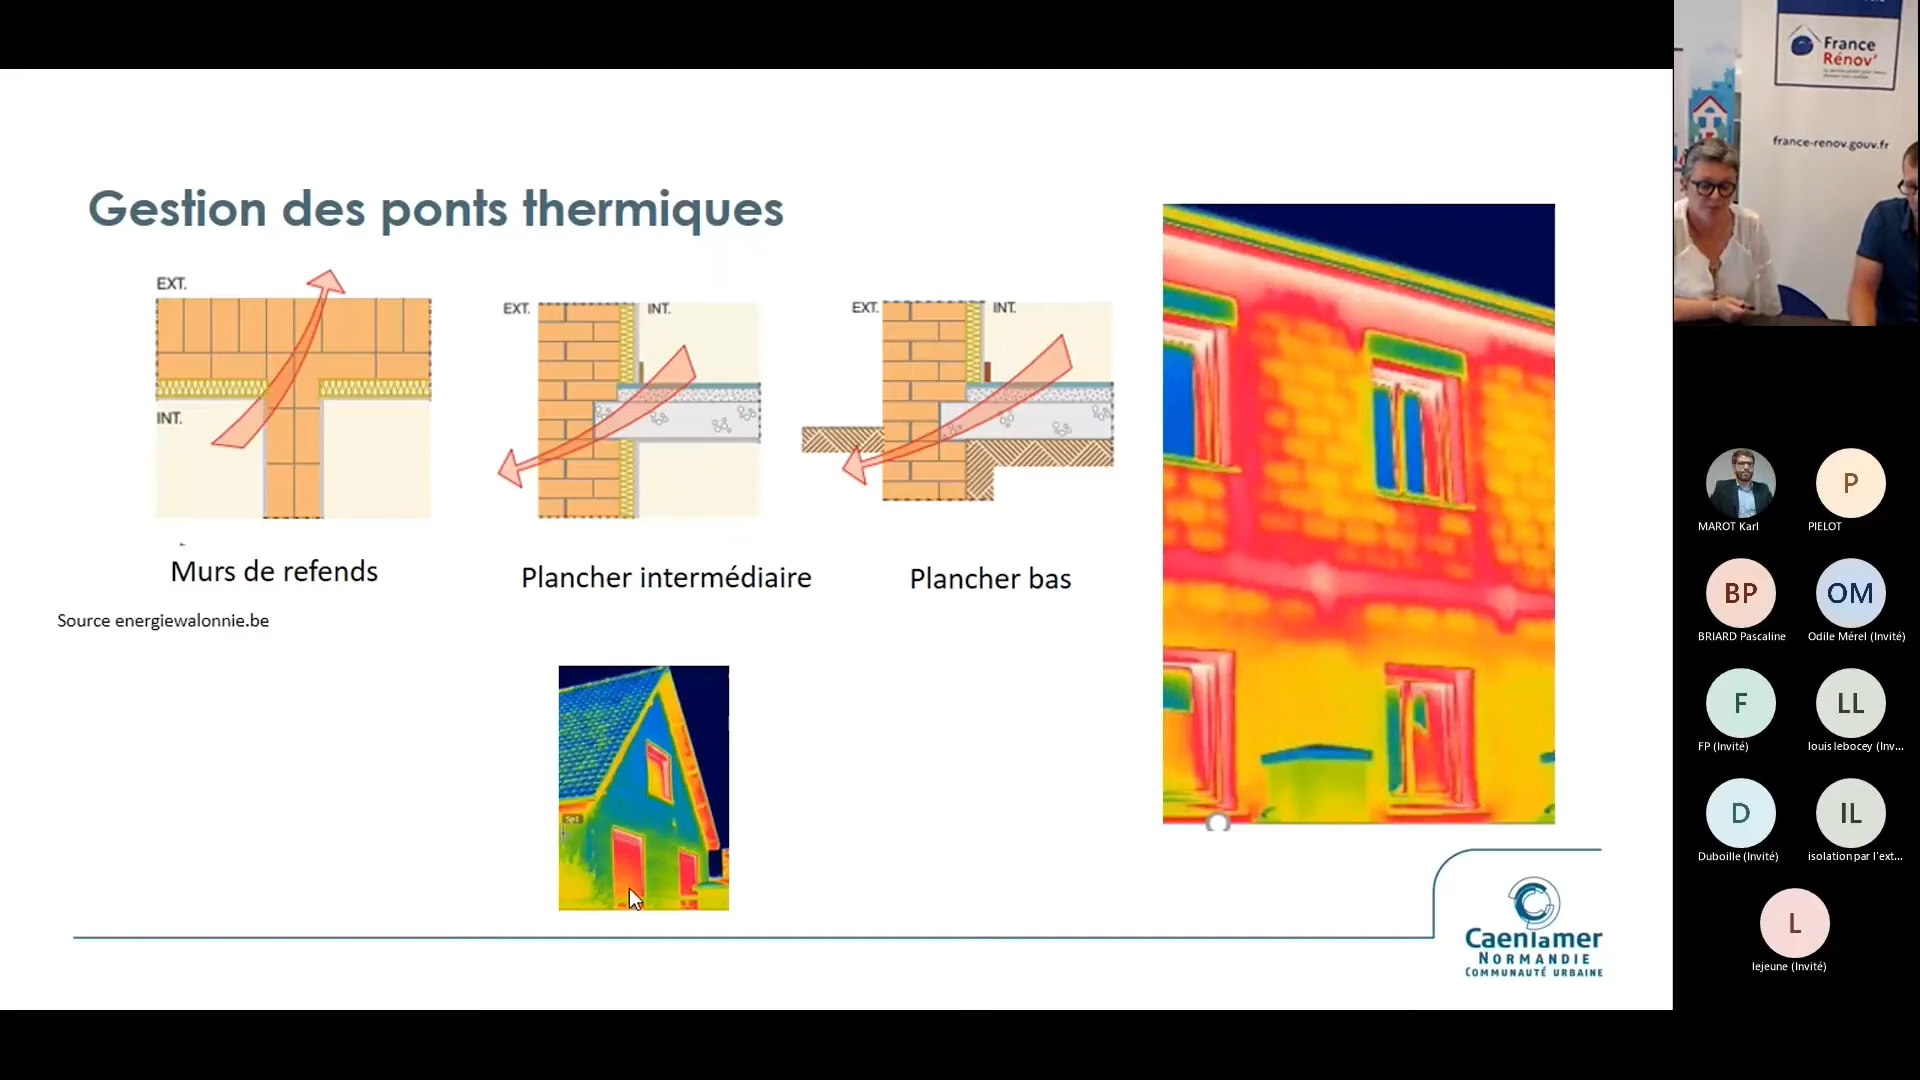 Gestion des ponts thermiques
EXT.
INT.
EXT.
INT.
EXT.
INT.
Murs de refends
Plancher intermédiaire
Plancher bas
Source energiewalonnie.be
Sp1
Caenlamer
NORMANDIE
COMMUNAUTÉ URBAINE
France
Rénov'
france-renov.gouv.fr
MAROT Karl
P
PIELOT
BP
BRIARD Pascaline
OM
Odile Mérel (Invité)
F
FP (Invité)
LL
louis lebocey (Inv...
D
Duboille (Invité)
IL
isolation par l'ext...
L
lejeune (Invité)